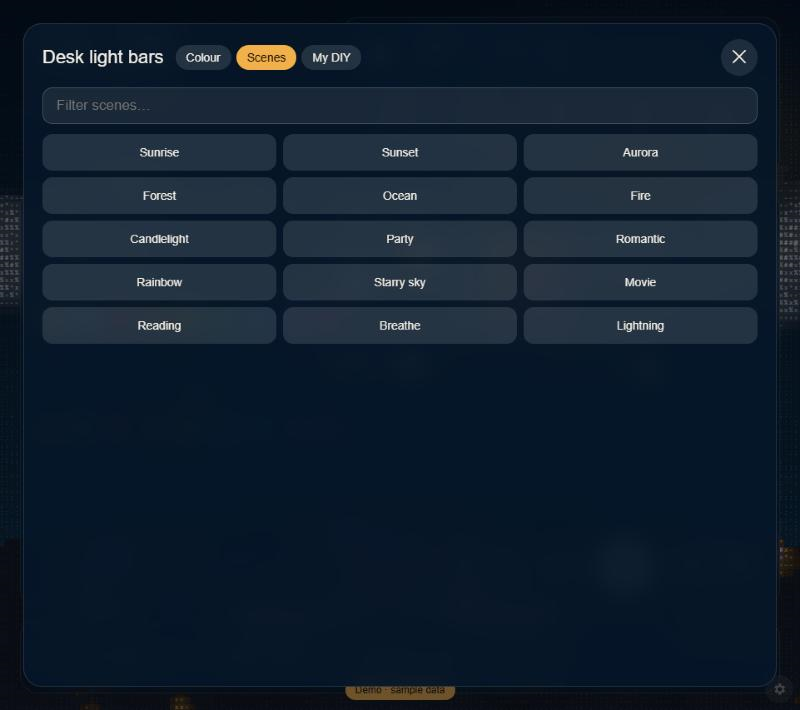 Desk light bars Colour Scenes My DIY
Filter scenes...
Sunrise Sunset Aurora
Forest Ocean Fire
Candlelight Party Romantic
Rainbow Starry sky Movie
Reading Breathe Lightning
Demo · sample data